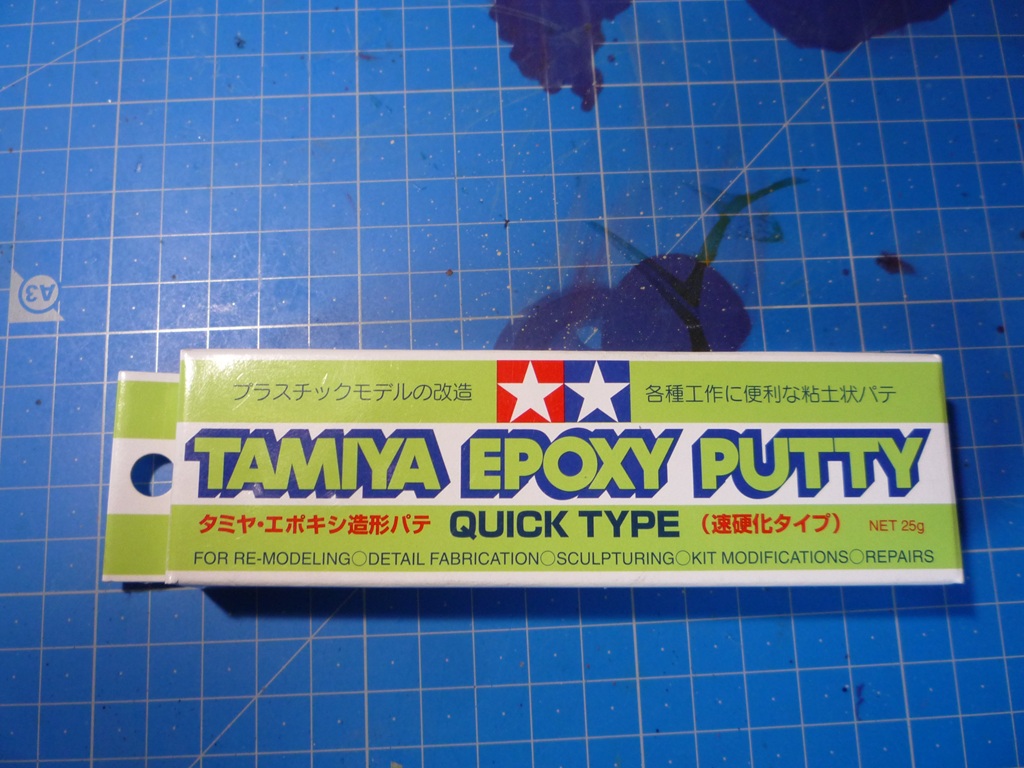 プラスチックモデルの改造 各種工作に便利な粘土状パテ
TAMIYA EPOXY PUTTY
タミヤ・エポキシ造形パテ QUICK TYPE (速硬化タイプ) NET 25g
FOR RE-MODELING○DETAIL FABRICATION○SCULPTURING○KIT MODIFICATIONS○REPAIRS
A3